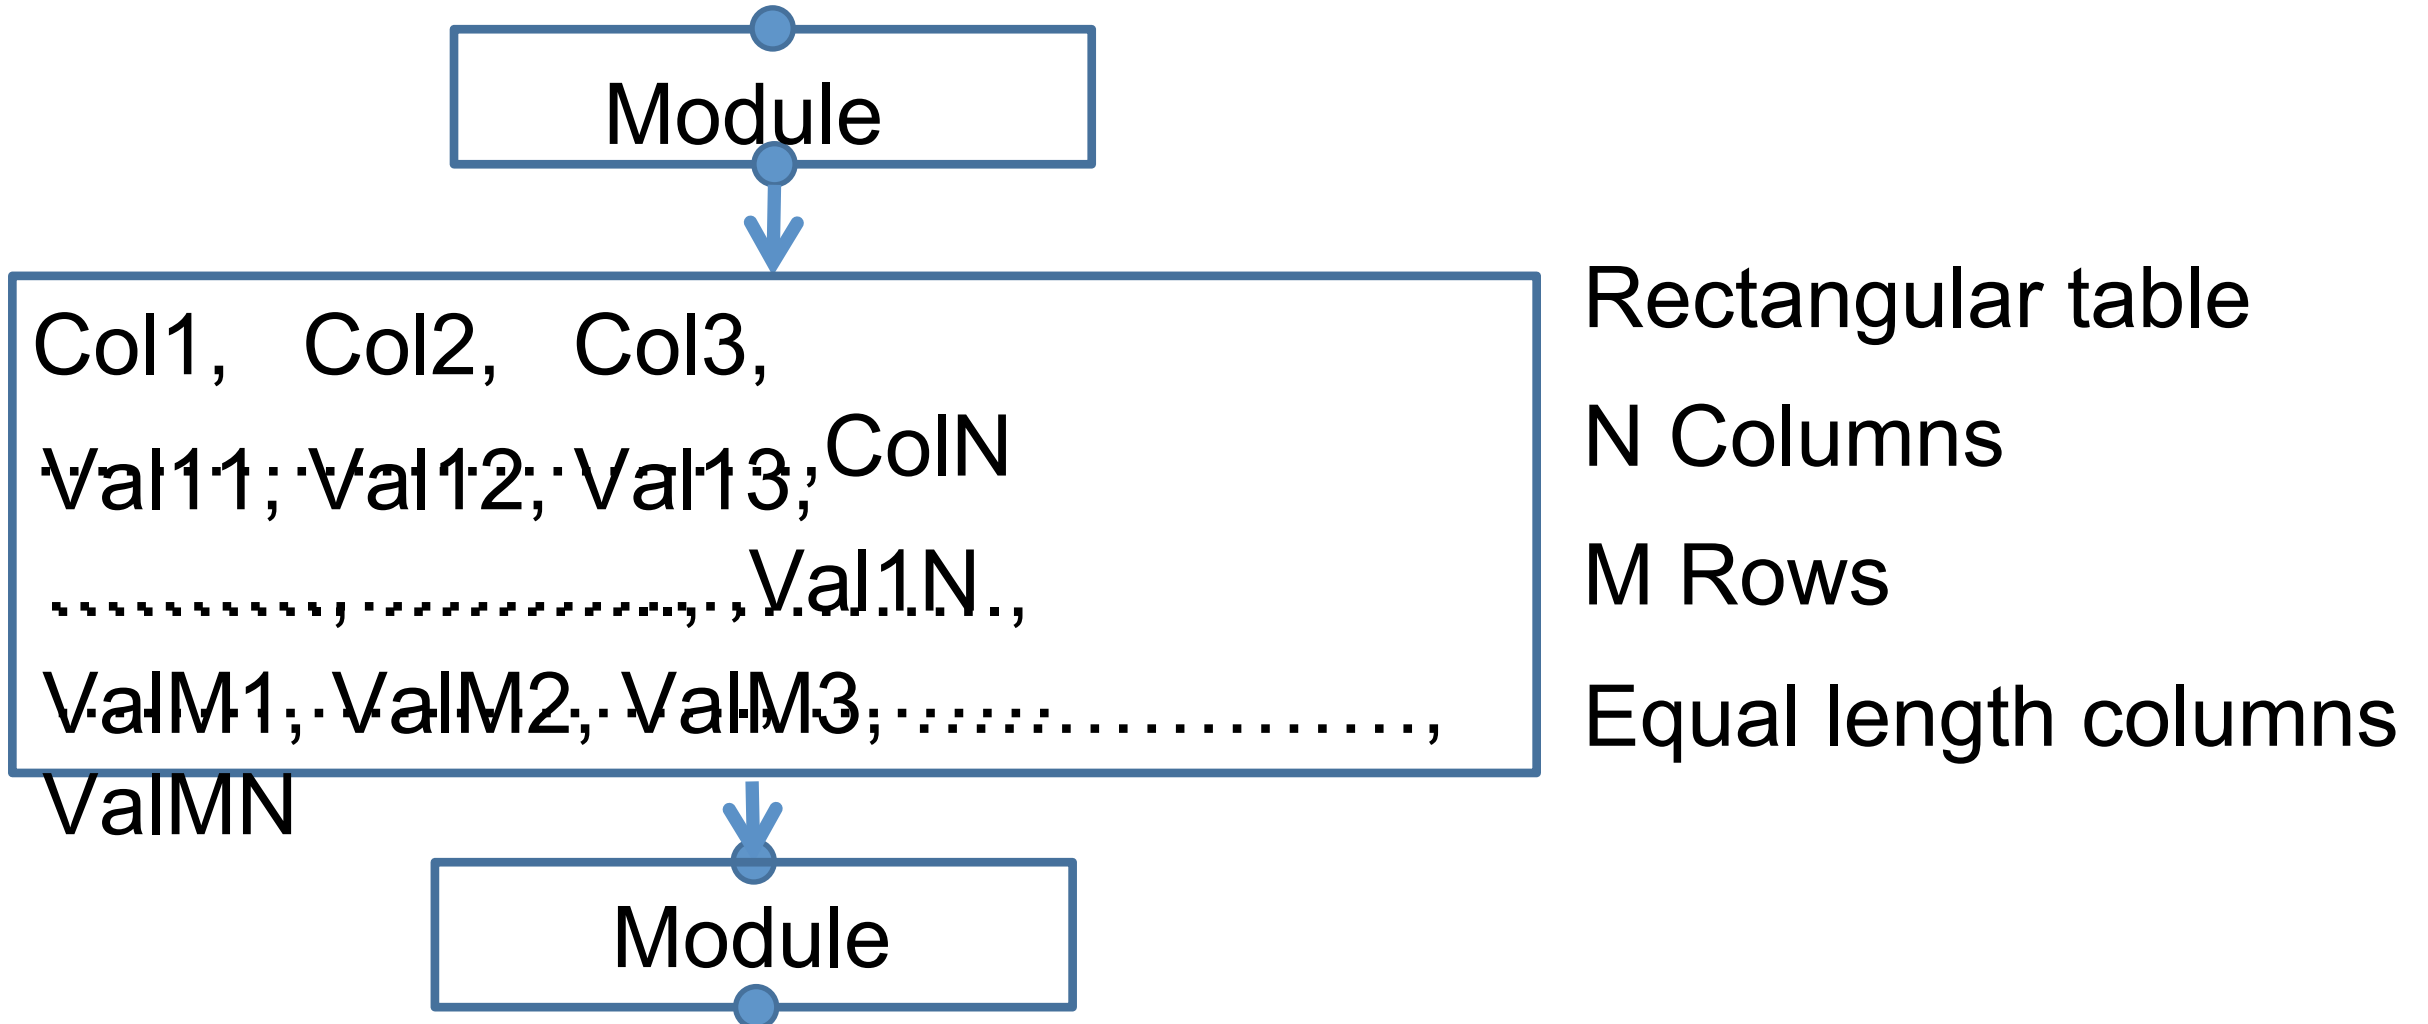 Module
Col1, Col2, Col3,
....................................,ColN
Val11, Val12, Val13,
....................................,Val1N
...................., ...................., ....................,
ValM1, ValM2, ValM3, ....................................,
ValMN
Rectangular table
N Columns
M Rows
Equal length columns
Module